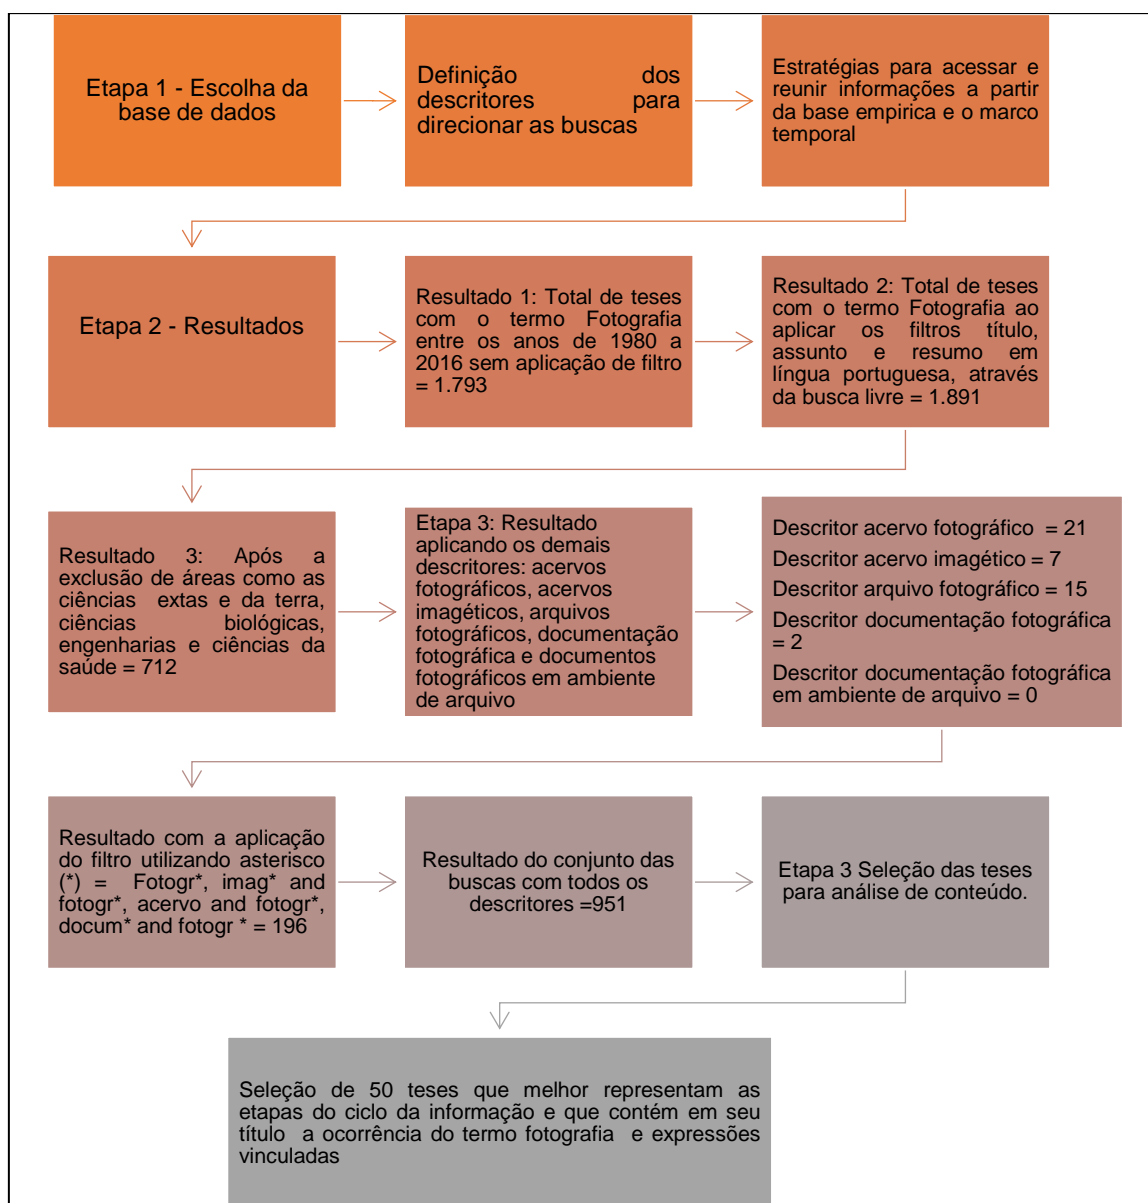 Etapa 1 - Escolha da
base de dados
Definição dos
descritores para
direcionar as buscas
Estratégias para acessar e
reunir informações a partir
da base empirica e o marco
temporal
Etapa 2 - Resultados
Resultado 1: Total de teses
com o termo Fotografia
entre os anos de 1980 a
2016 sem aplicação de filtro
= 1.793
Resultado 2: Total de teses
com o termo Fotografia ao
aplicar os filtros título,
assunto e resumo em
língua portuguesa, através
da busca livre = 1.891
Resultado 3: Após a
exclusão de áreas como as
ciências extas e da terra,
ciências biológicas,
engenharias e ciências da
saúde = 712
Etapa 3: Resultado
aplicando os demais
descritores: acervos
fotográficos, acervos
imagéticos, arquivos
fotográficos, documentação
fotográfica e documentos
fotográficos em ambiente
de arquivo
Descritor acervo fotográfico = 21
Descritor acervo imagético = 7
Descritor arquivo fotográfico = 15
Descritor documentação fotográfica
= 2
Descritor documentação fotográfica
em ambiente de arquivo = 0
Resultado com a aplicação
do filtro utilizando asterisco
(*) = Fotogr*, imag* and
fotogr*, acervo and fotogr*,
docum* and fotogr * = 196
Resultado do conjunto das
buscas com todos os
descritores =951
Etapa 3 Seleção das teses
para análise de conteúdo.
Seleção de 50 teses que melhor representam as
etapas do ciclo da informação e que contém em seu
título a ocorrência do termo fotografia e expressões
vinculadas